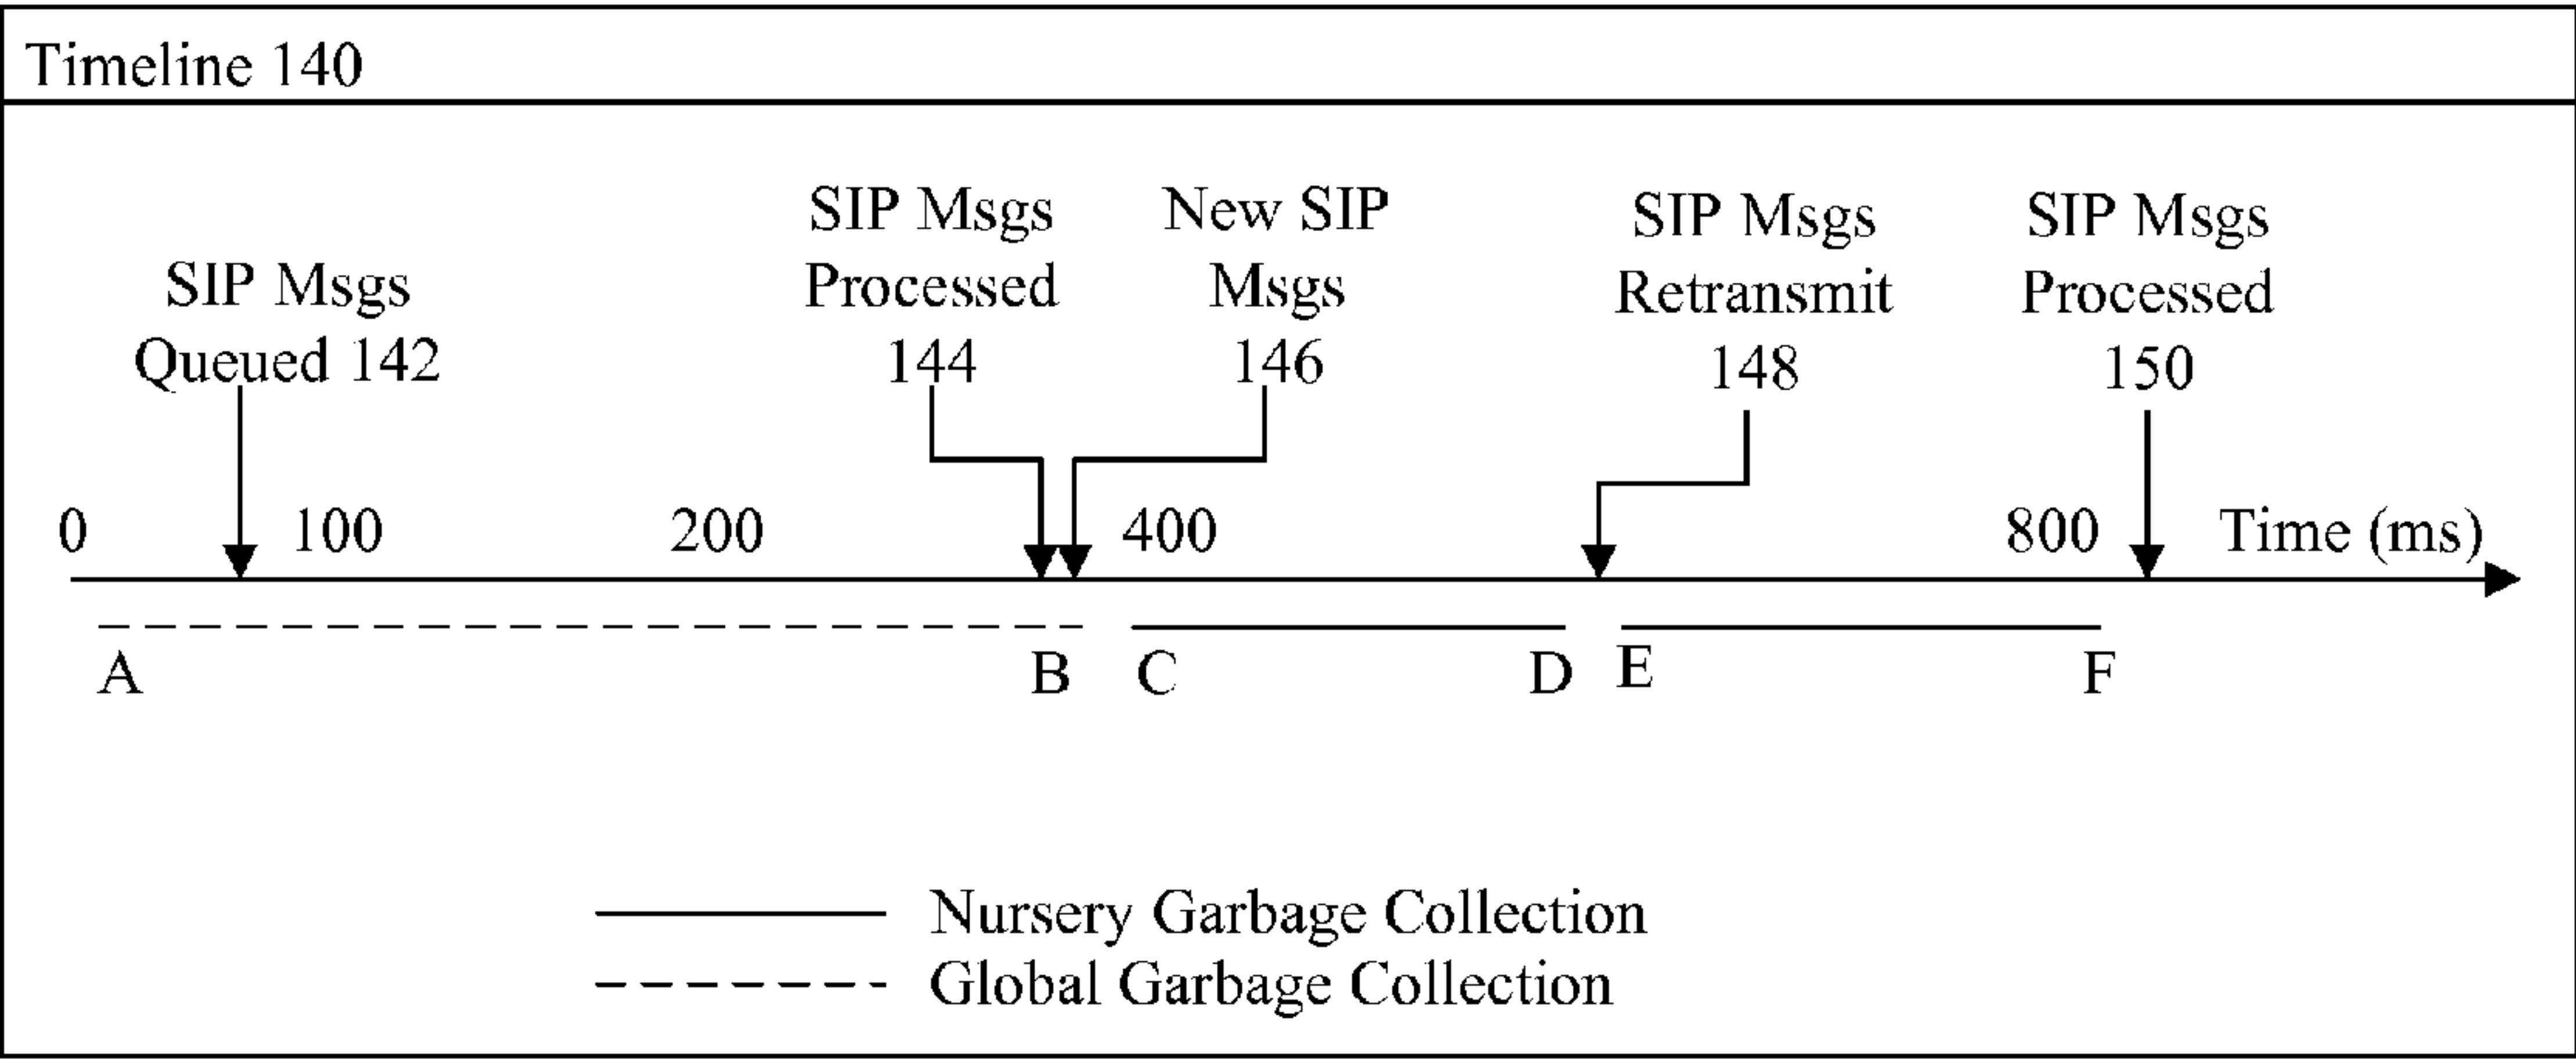 Timeline 140
SIP Msgs
Queued 142
SIP Msgs
Processed
144
New SIP
Msgs
146
SIP Msgs
Retransmit
148
SIP Msgs
Processed
150
0 100 200 400 800 Time (ms)
A B C D E F
Nursery Garbage Collection
Global Garbage Collection